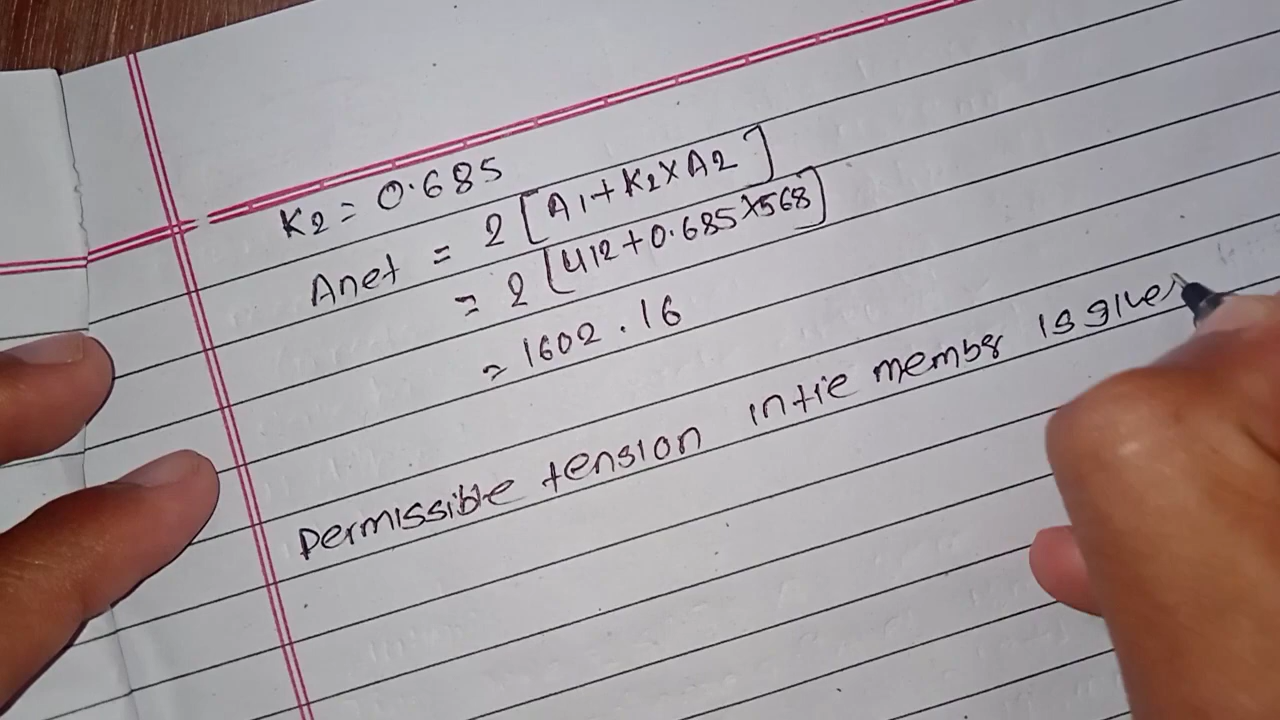 K2 = 0.685
Anet = 2 [A1+K2×A2]
= 2 [412+0.685×568]
= 1602.16
Permissible tension in tie member is given